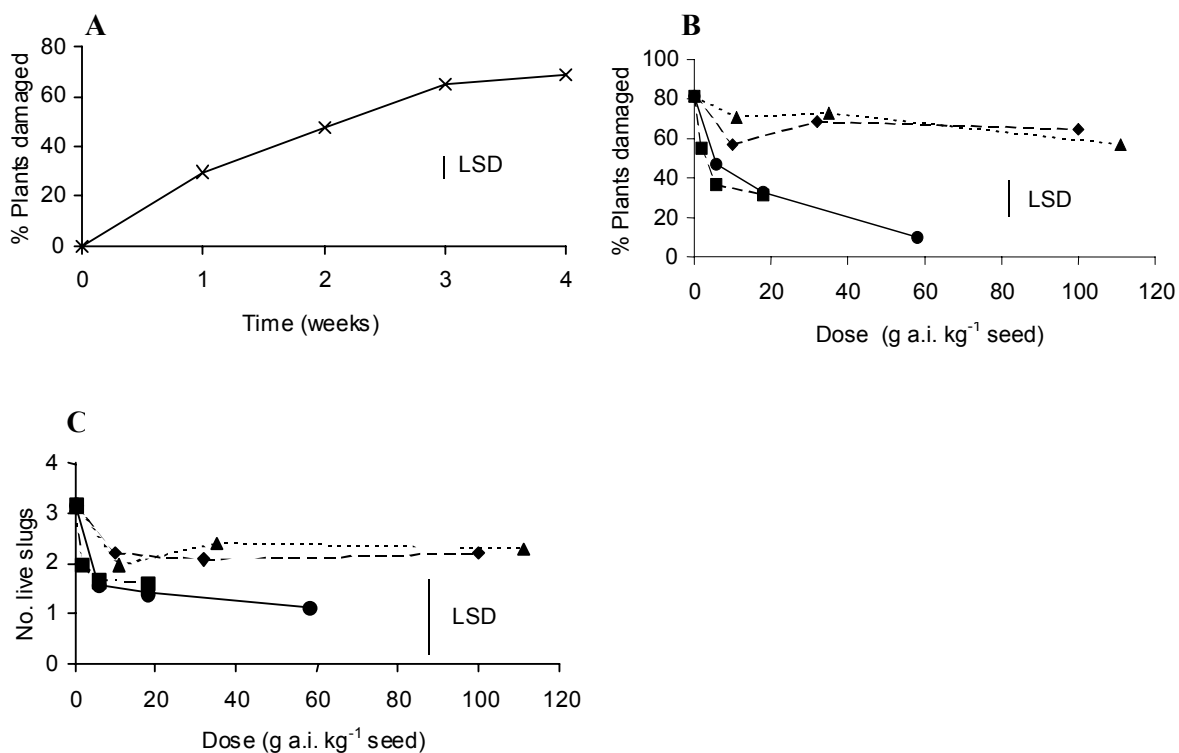 A
% Plants damaged
80
60
40
20
0
LSD
0 1 2 3 4
Time (weeks)
B
% Plants damaged
100
80
60
40
20
0
LSD
0 20 40 60 80 100 120
Dose (g a.i. kg⁻¹ seed)
C
No. live slugs
4
3
2
1
0
LSD
0 20 40 60 80 100 120
Dose (g a.i. kg⁻¹ seed)